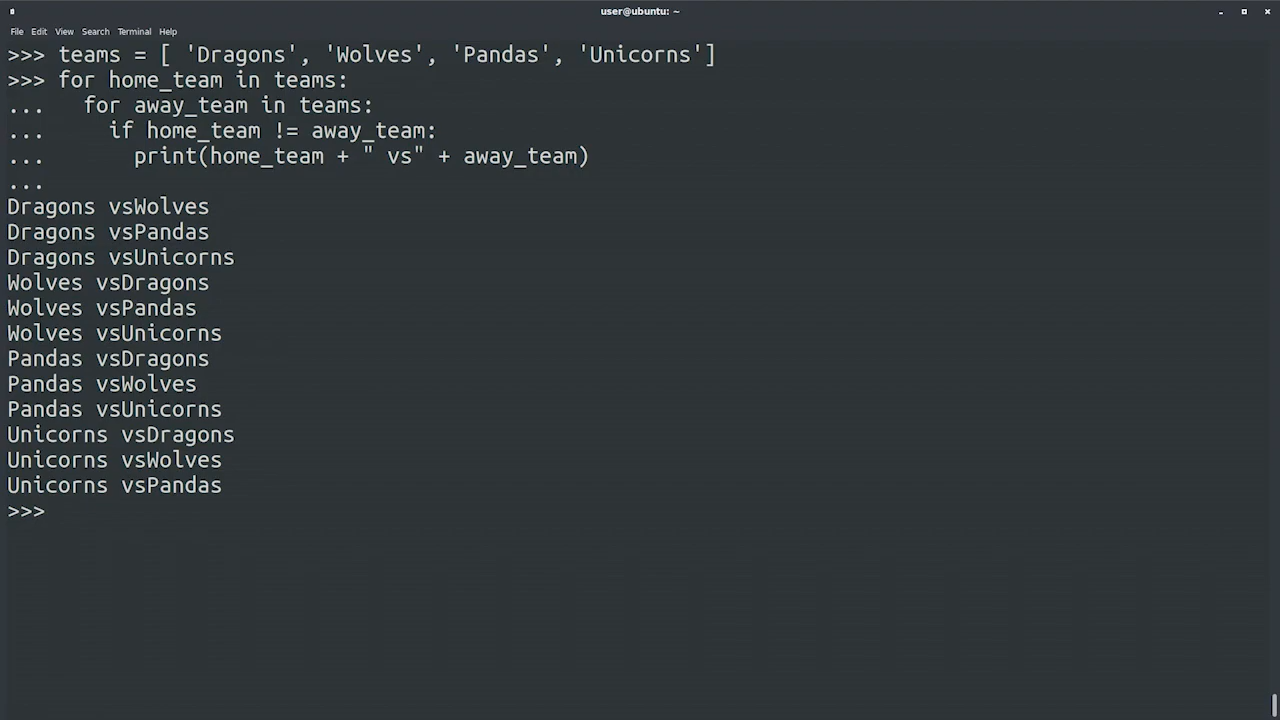 user@ubuntu: ~
File Edit View Search Terminal Help
>>> teams = [ 'Dragons', 'Wolves', 'Pandas', 'Unicorns']
>>> for home_team in teams:
...   for away_team in teams:
...     if home_team != away_team:
...       print(home_team + " vs" + away_team)
...
Dragons vsWolves
Dragons vsPandas
Dragons vsUnicorns
Wolves vsDragons
Wolves vsPandas
Wolves vsUnicorns
Pandas vsDragons
Pandas vsWolves
Pandas vsUnicorns
Unicorns vsDragons
Unicorns vsWolves
Unicorns vsPandas
>>>